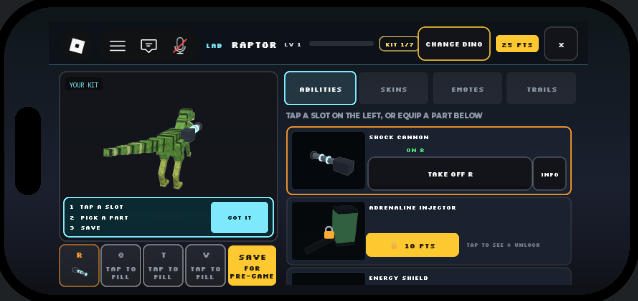 LAB RAPTOR LV 1 KIT 1/7 CHANGE DINO 25 PTS X
YOUR KIT
1 TAP A SLOT
2 PICK A PART
3 SAVE
GOT IT
R
Q
TAP TO
FILL
T
TAP TO
FILL
V
TAP TO
FILL
SAVE
FOR
PRE-GAME
ABILITIES SKINS EMOTES TRAILS
TAP A SLOT ON THE LEFT, OR EQUIP A PART BELOW
SHOCK CANNON
ON R
TAKE OFF R INFO
ADRENALINE INJECTOR
10 PTS TAP TO SEE & UNLOCK
ENERGY SHIELD